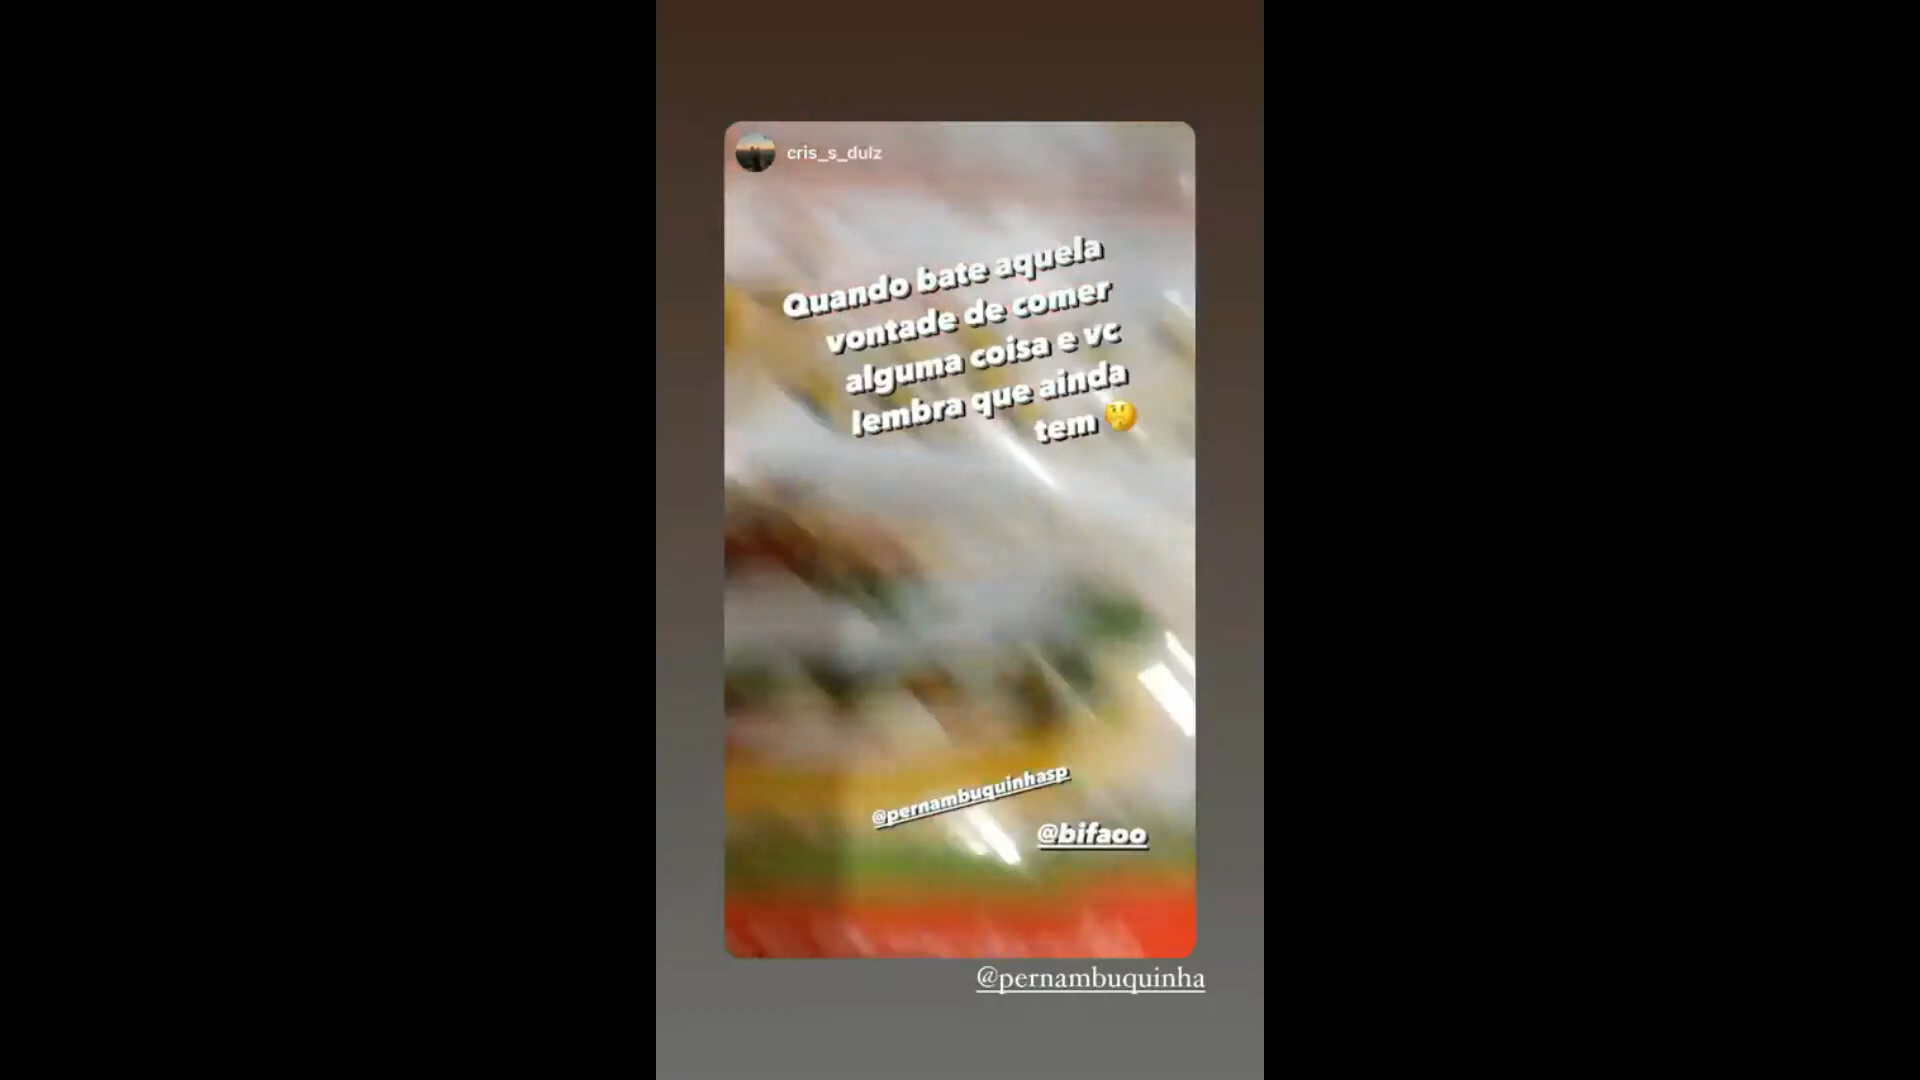 cris_s_dulz
Quando bate aquela
vontade de comer
alguma coisa e vc
lembra que ainda
tem 🤔
@pernambuquinhasp
@bifaoo
@pernambuquinha